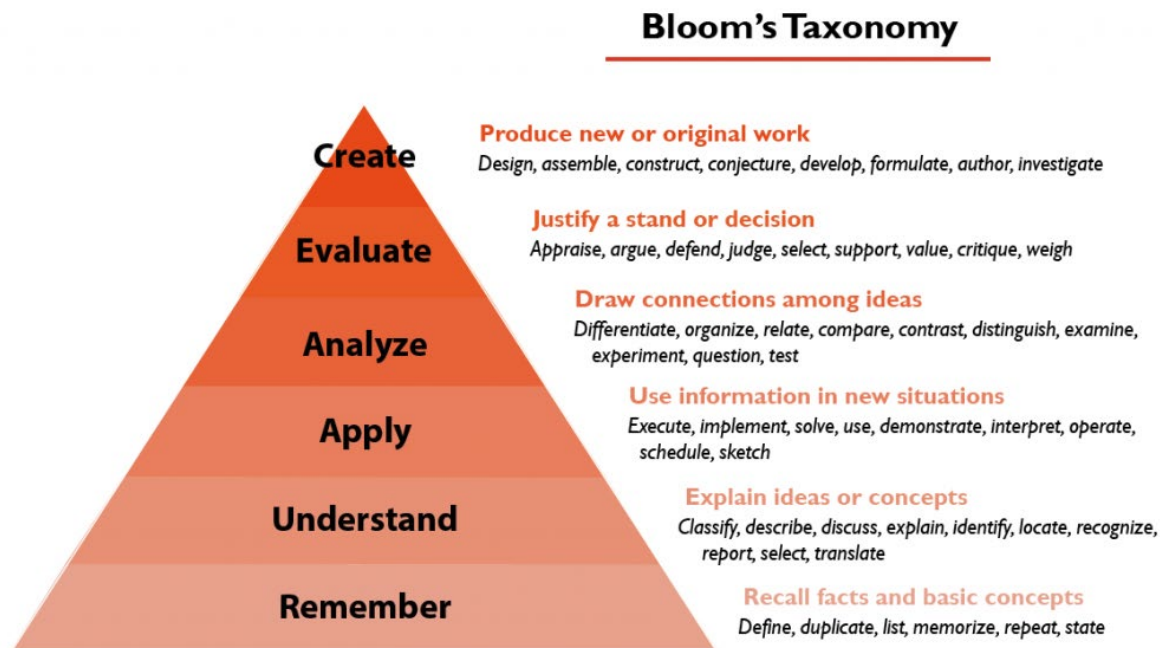 Bloom's Taxonomy
Create
Produce new or original work
Design, assemble, construct, conjecture, develop, formulate, author, investigate
Evaluate
Justify a stand or decision
Appraise, argue, defend, judge, select, support, value, critique, weigh
Analyze
Draw connections among ideas
Differentiate, organize, relate, compare, contrast, distinguish, examine,
experiment, question, test
Apply
Use information in new situations
Execute, implement, solve, use, demonstrate, interpret, operate,
schedule, sketch
Understand
Explain ideas or concepts
Classify, describe, discuss, explain, identify, locate, recognize,
report, select, translate
Remember
Recall facts and basic concepts
Define, duplicate, list, memorize, repeat, state